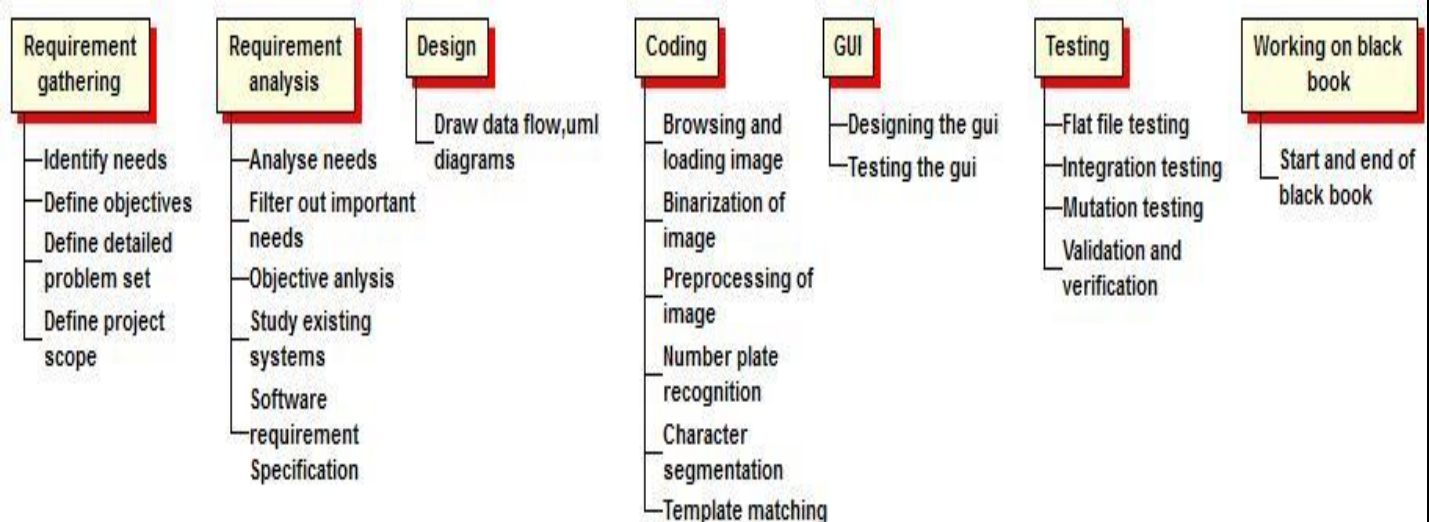 Requirement
gathering
Identify needs
Define objectives
Define detailed
problem set
Define project
scope
Requirement
analysis
Analyse needs
Filter out important
needs
Objective anlysis
Study existing
systems
Software
requirement
Specification
Design
Draw data flow,uml
diagrams
Coding
Browsing and
loading image
Binarization of
image
Preprocessing of
image
Number plate
recognition
Character
segmentation
Template matching
GUI
Designing the gui
Testing the gui
Testing
Flat file testing
Integration testing
Mutation testing
Validation and
verification
Working on black
book
Start and end of
black book